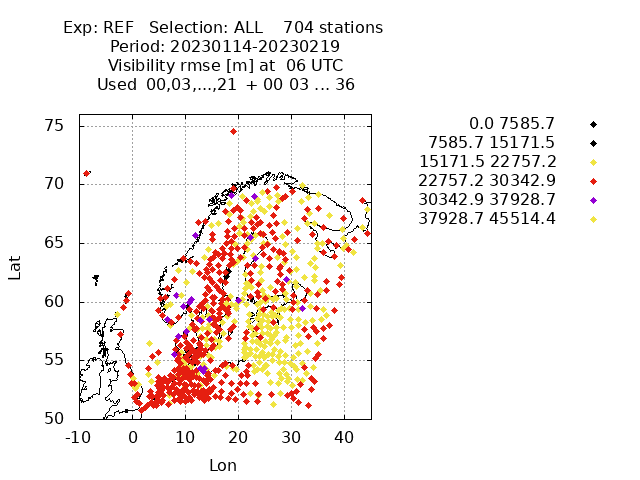 Exp: REF   Selection: ALL    704 stations
Period: 20230114-20230219
Visibility rmse [m] at  06 UTC
Used  00,03,...,21  + 00 03 ... 36
0.0 7585.7
7585.7 15171.5
15171.5 22757.2
22757.2 30342.9
30342.9 37928.7
37928.7 45514.4
75
70
65
60
55
50
Lat
-10 0 10 20 30 40
Lon